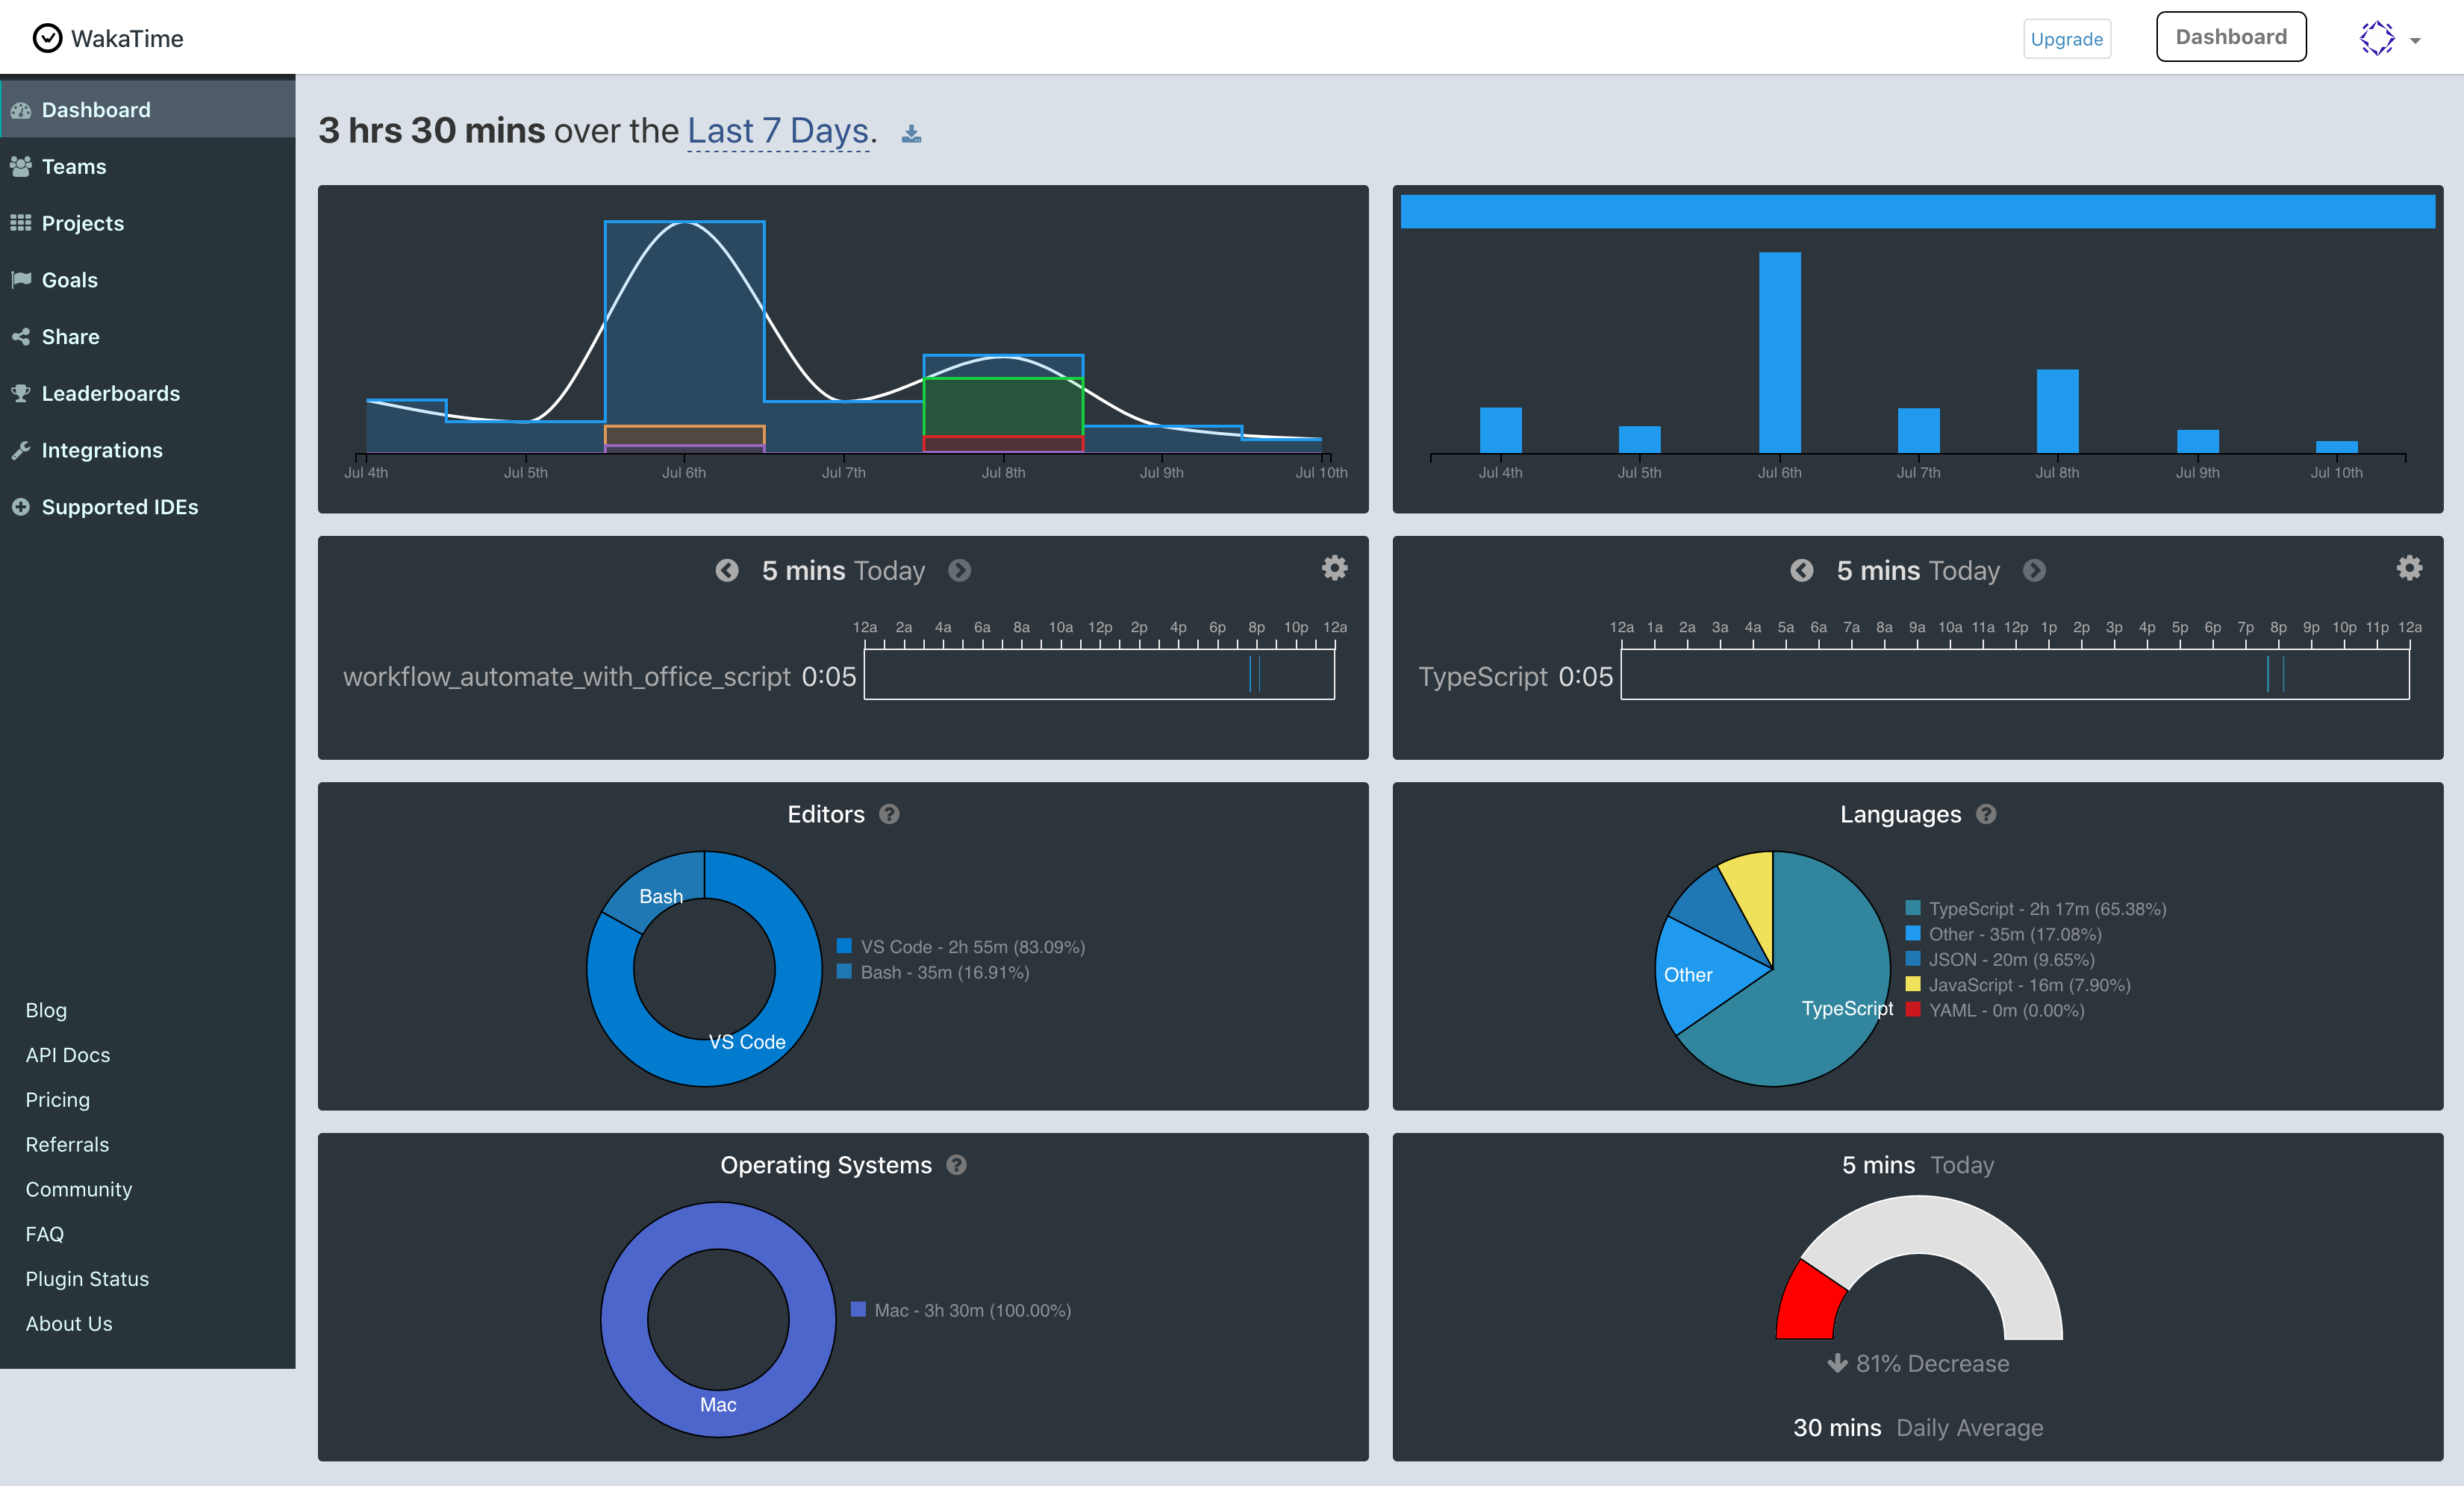 WakaTime
Upgrade
Dashboard
Dashboard
Teams
Projects
Goals
Share
Leaderboards
Integrations
Supported IDEs
Blog
API Docs
Pricing
Referrals
Community
FAQ
Plugin Status
About Us
3 hrs 30 mins over the Last 7 Days.
Jul 4th Jul 5th Jul 6th Jul 7th Jul 8th Jul 9th Jul 10th
Jul 4th Jul 5th Jul 6th Jul 7th Jul 8th Jul 9th Jul 10th
5 mins Today
12a 2a 4a 6a 8a 10a 12p 2p 4p 6p 8p 10p 12a
workflow_automate_with_office_script 0:05
5 mins Today
12a 1a 2a 3a 4a 5a 6a 7a 8a 9a 10a 11a 12p 1p 2p 3p 4p 5p 6p 7p 8p 9p 10p 11p 12a
TypeScript 0:05
Editors ?
Bash
VS Code
VS Code - 2h 55m (83.09%)
Bash - 35m (16.91%)
Languages ?
Other
TypeScript
TypeScript - 2h 17m (65.38%)
Other - 35m (17.08%)
JSON - 20m (9.65%)
JavaScript - 16m (7.90%)
YAML - 0m (0.00%)
Operating Systems ?
Mac
Mac - 3h 30m (100.00%)
5 mins Today
81% Decrease
30 mins Daily Average